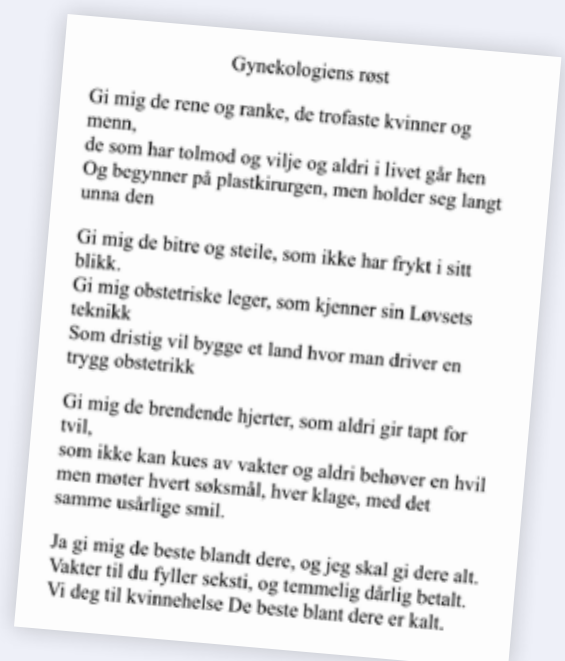 Gynekologiens røst
Gi mig de rene og ranke, de trofaste kvinner og
menn,
de som har tolmod og vilje og aldri i livet går hen
Og begynner på plastkirurgen, men holder seg langt
unna den
Gi mig de bitre og steile, som ikke har frykt i sitt
blikk.
Gi mig obstetriske leger, som kjenner sin Løvsets
teknikk
Som dristig vil bygge et land hvor man driver en
trygg obstetrikk
Gi mig de brendende hjerter, som aldri gir tapt for
tvil,
som ikke kan kues av vakter og aldri behøver en hvil
men møter hvert søksmål, hver klage, med det
samme usårlige smil.
Ja gi mig de beste blandt dere, og jeg skal gi dere alt.
Vakter til du fyller seksti, og temmelig dårlig betalt.
Vi deg til kvinnehelse De beste blant dere er kalt.